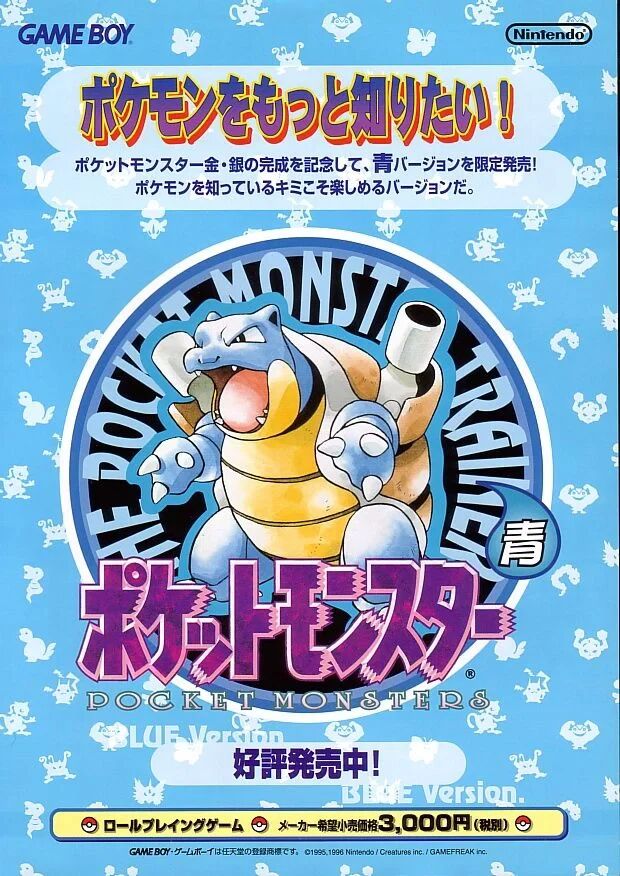 GAME BOY
Nintendo
ポケモンをもっと知りたい！
ポケットモンスター金・銀の完成を記念して、青バージョンを限定発売！
ポケモンを知っているキミこそ楽しめるバージョンだ。
POCKET MONSTER TRAINER
青
ポケットモンスター
®
POCKET MONSTERS
BLUE Version.
好評発売中！
BLUE Version.
ロールプレイングゲーム メーカー希望小売価格3,000円(税別)
GAME BOY・ゲームボーイは任天堂の登録商標です。 ©1995,1996 Nintendo / Creatures inc. / GAMEFREAK inc.